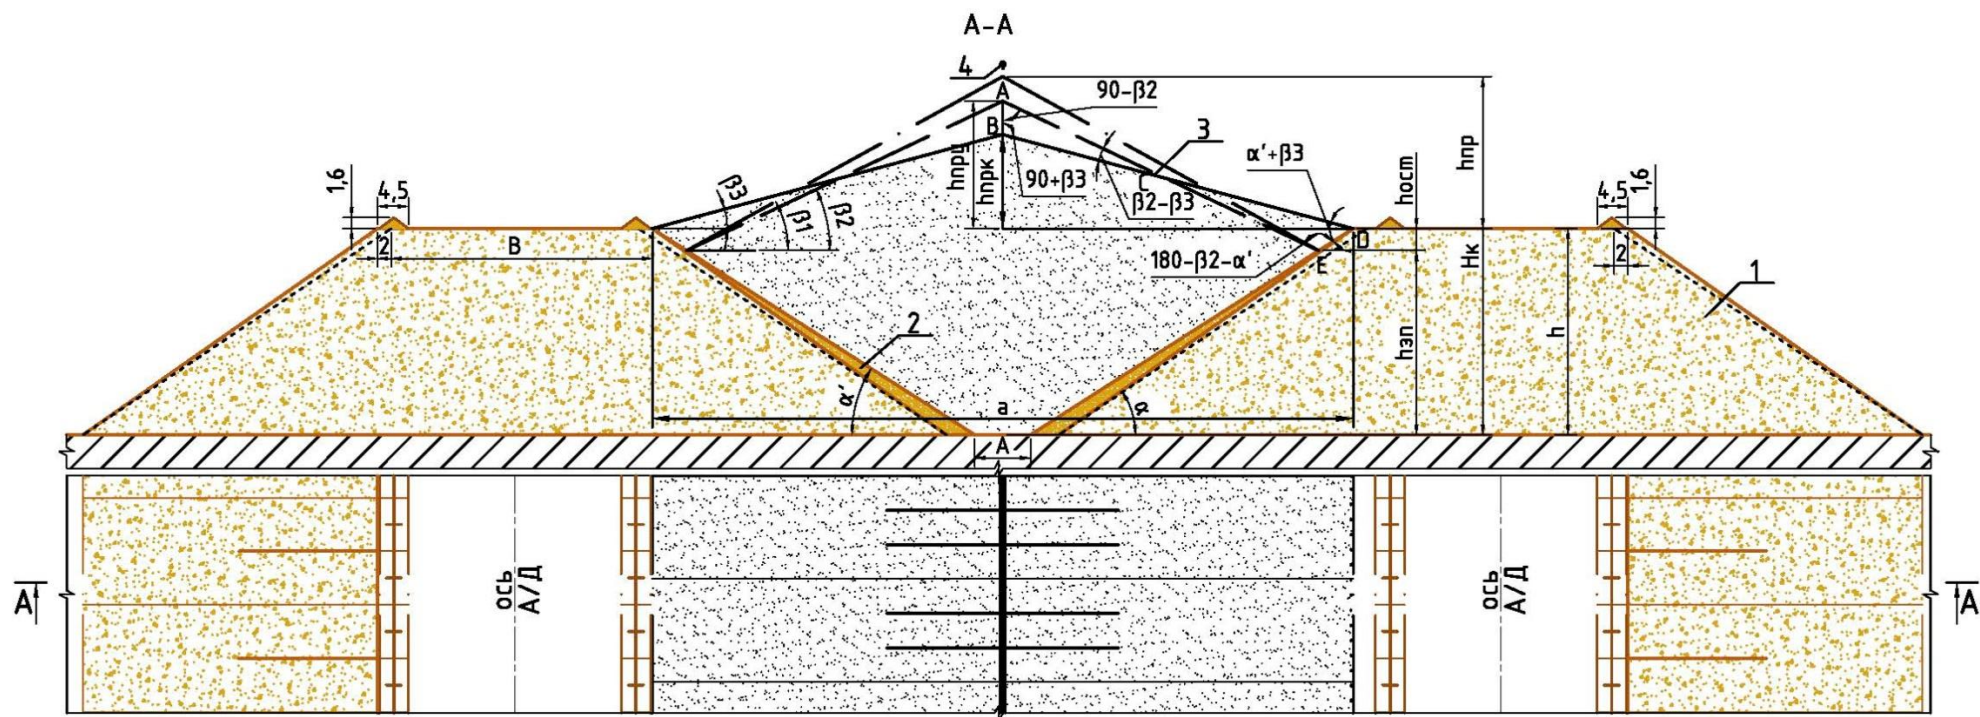 А-А
4
A
90-β2
B
3
hпрц
hпрк
hпр
α'+β3
1,6
4,5
β3
90+β3
C
β2-β3
hост
4,5
1,6
β1
β2
2
В
D
E
180-β2-α'
2
Нк
1
2
hзп
h
α'
а
α
А
ось
А/Д
ось
А/Д
А
А